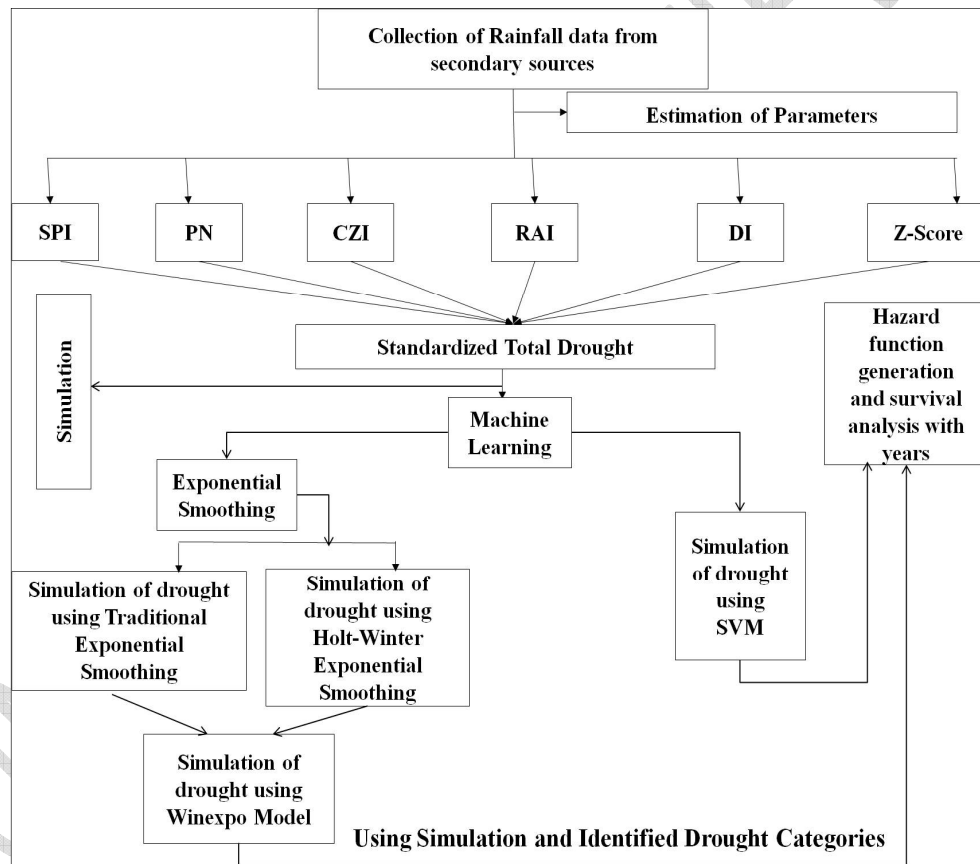 Collection of Rainfall data from
secondary sources
Estimation of Parameters
SPI
PN
CZI
RAI
DI
Z-Score
Standardized Total Drought
Hazard
function
generation
and survival
analysis with
years
Simulation
Machine
Learning
Exponential
Smoothing
Simulation
of drought
using
SVM
Simulation of drought
using Traditional
Exponential
Smoothing
Simulation of
drought using
Holt-Winter
Exponential
Smoothing
Simulation of
drought using
Winexpo Model
Using Simulation and Identified Drought Categories